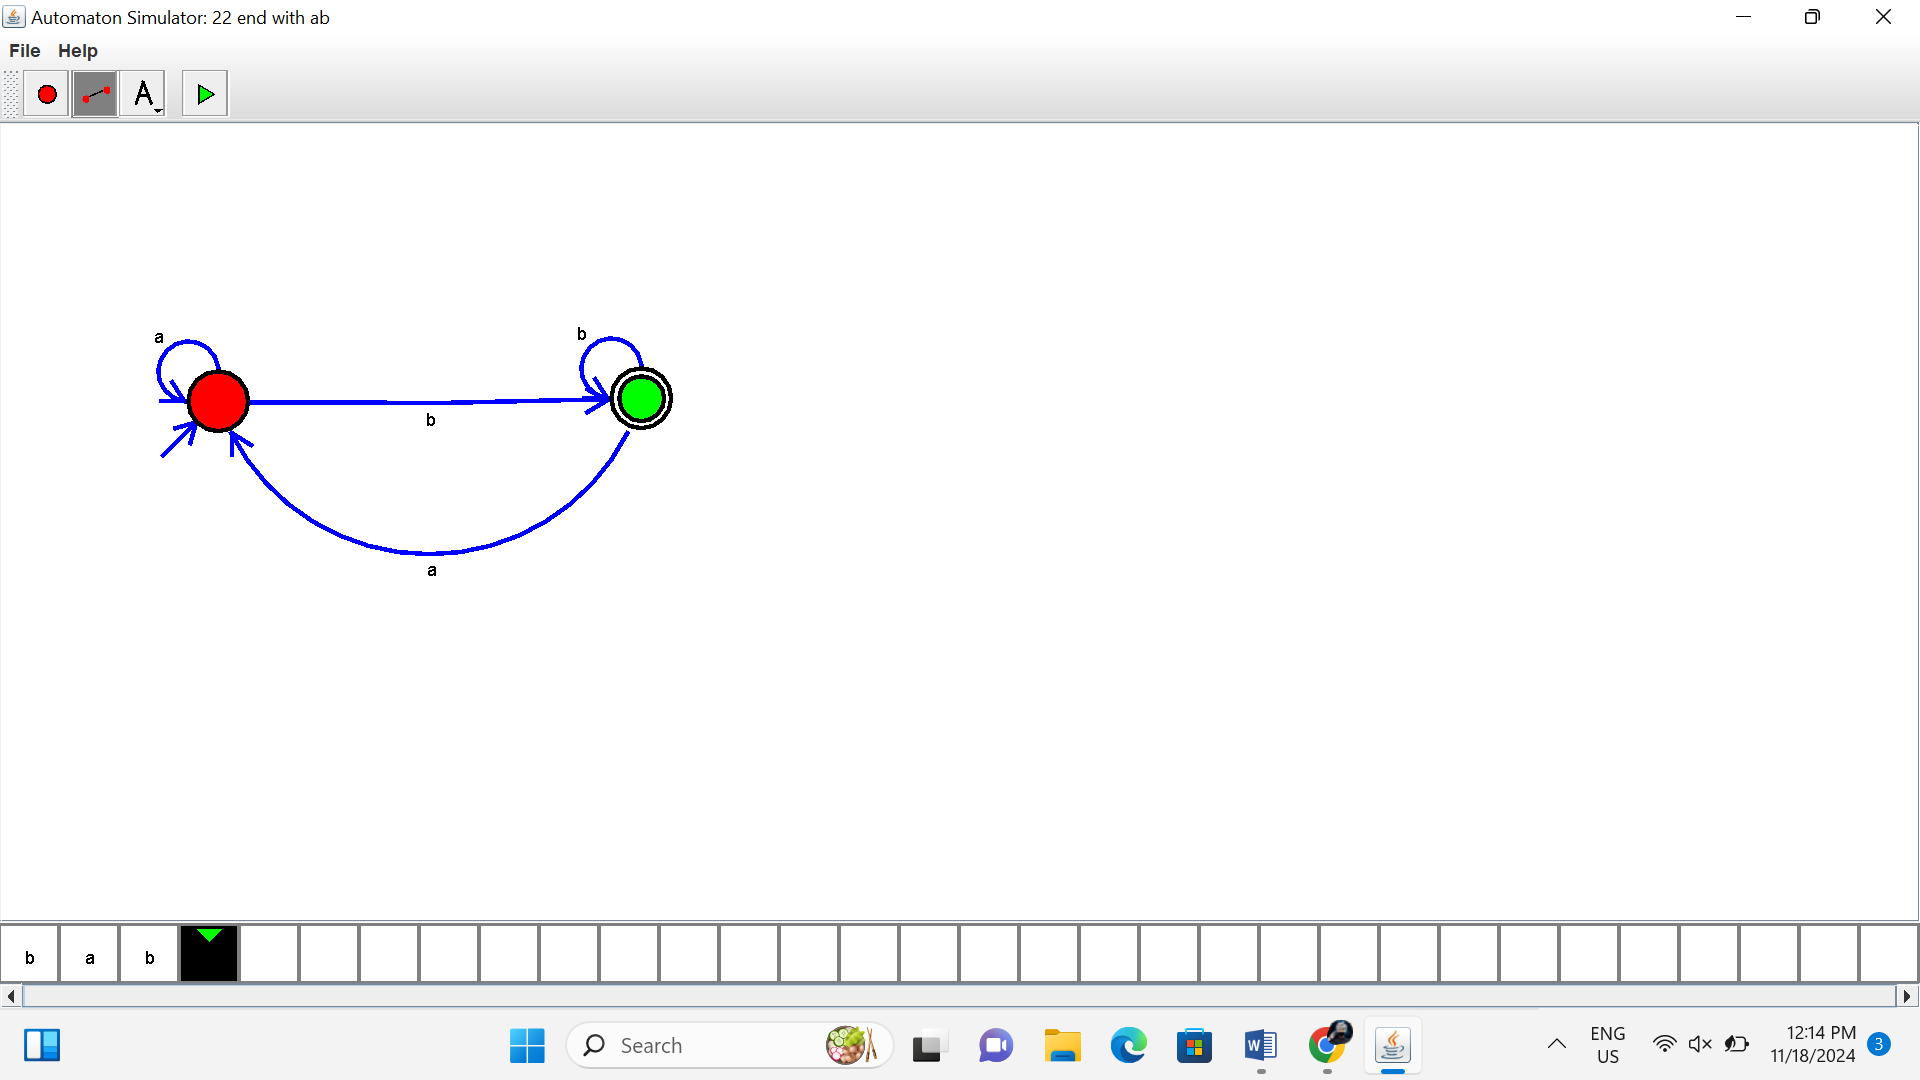 Automaton Simulator: 22 end with ab
File Help
A
a
b
b
a
b a b
Search
ENG
US
12:14 PM
11/18/2024
3